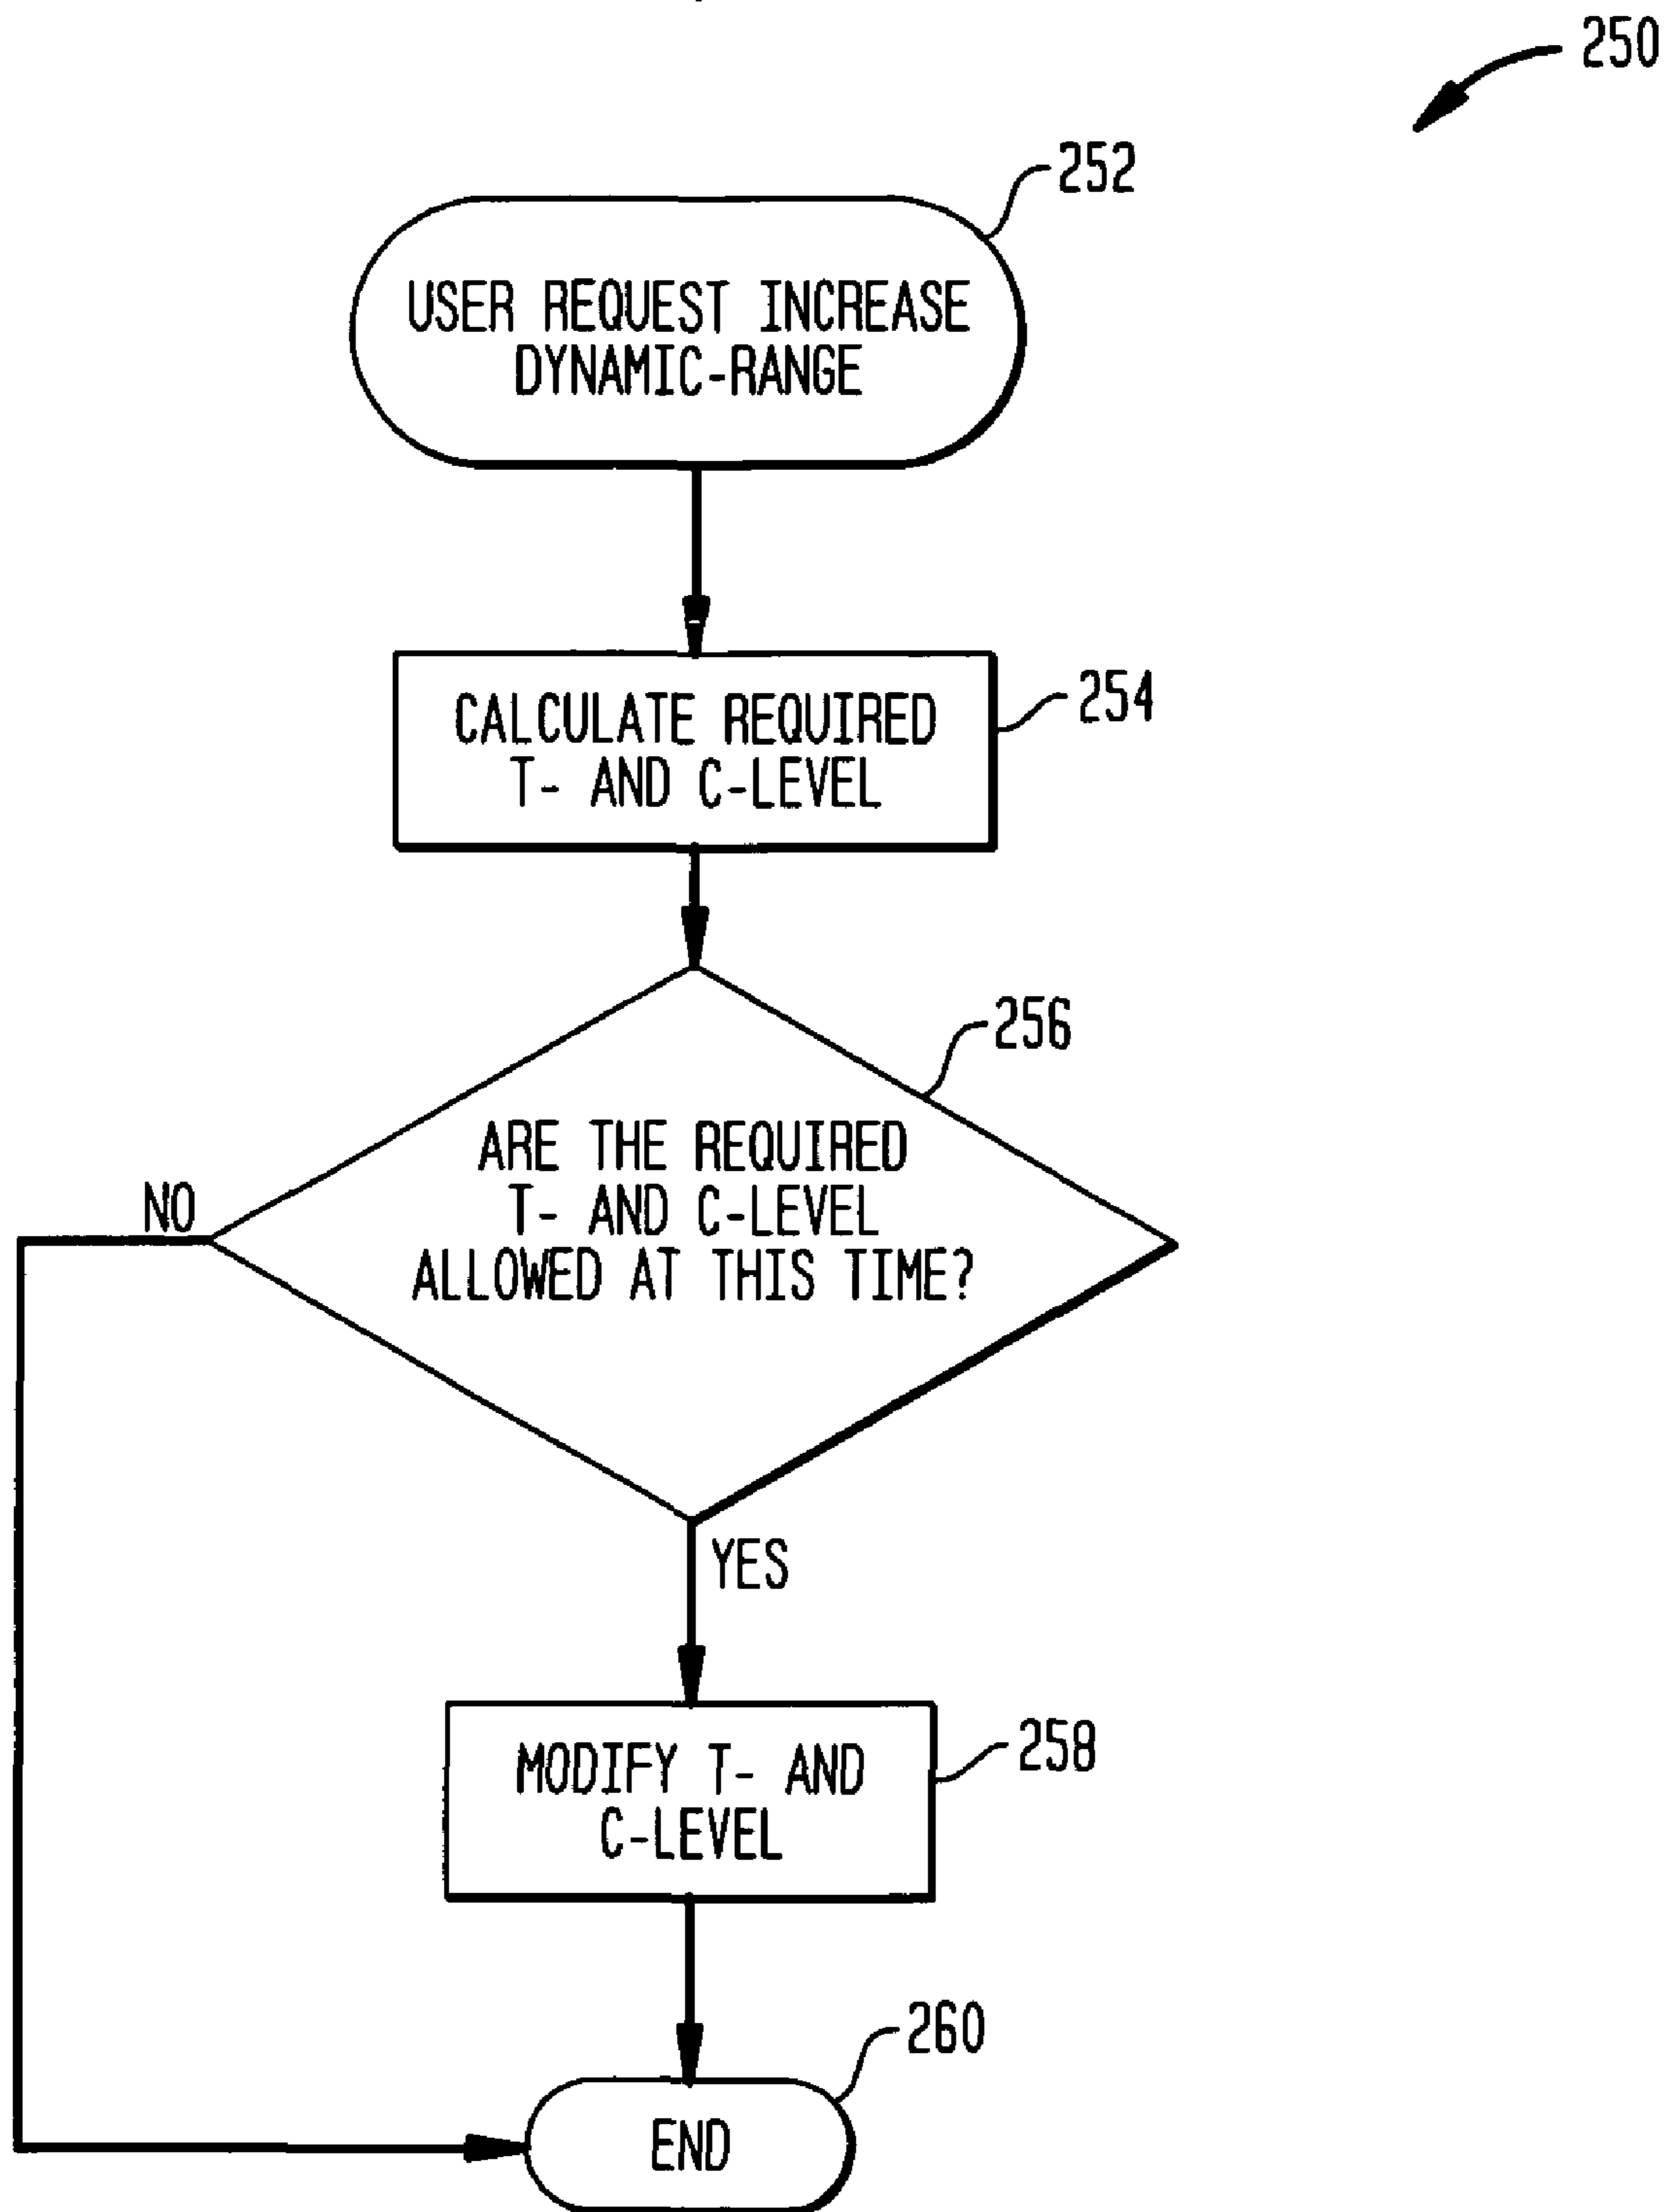 250
252
USER REQUEST INCREASE
DYNAMIC-RANGE
254
CALCULATE REQUIRED
T- AND C-LEVEL
256
ARE THE REQUIRED
T- AND C-LEVEL
ALLOWED AT THIS TIME?
NO
YES
258
MODIFY T- AND
C-LEVEL
260
END